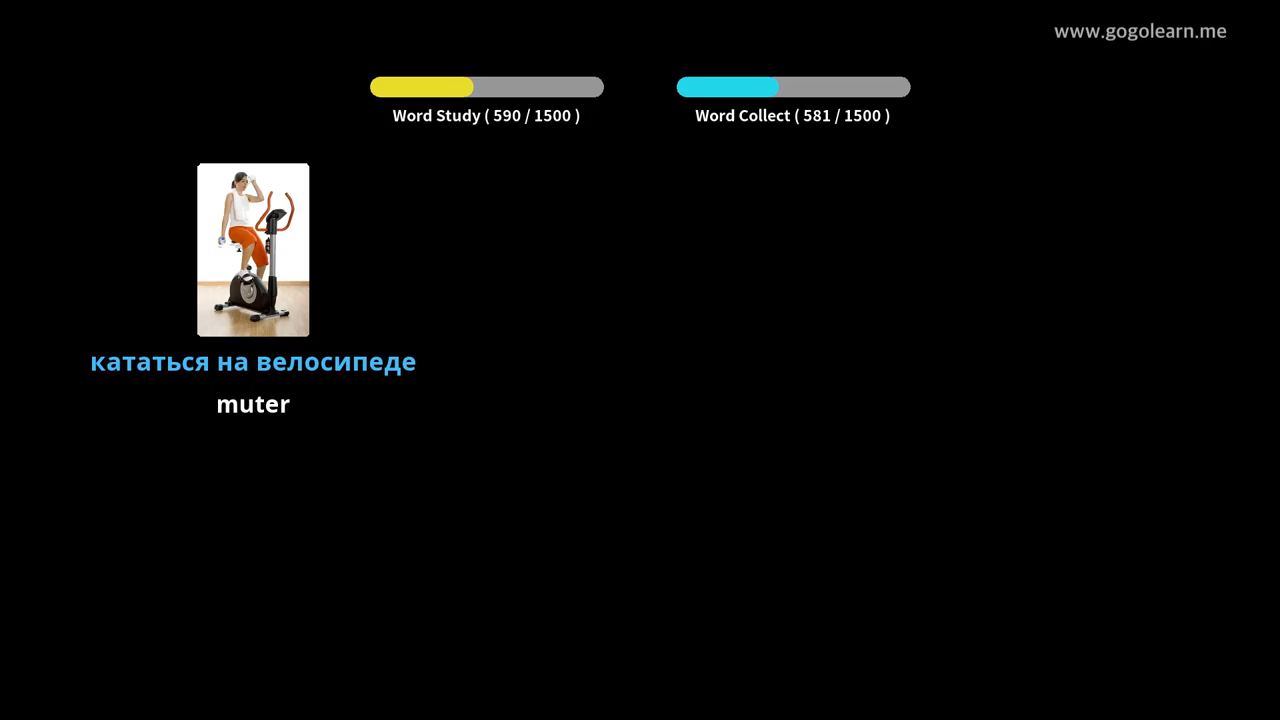 www.gogolearn.me
Word Study ( 590 / 1500 )
Word Collect ( 581 / 1500 )
кататься на велосипеде
muter